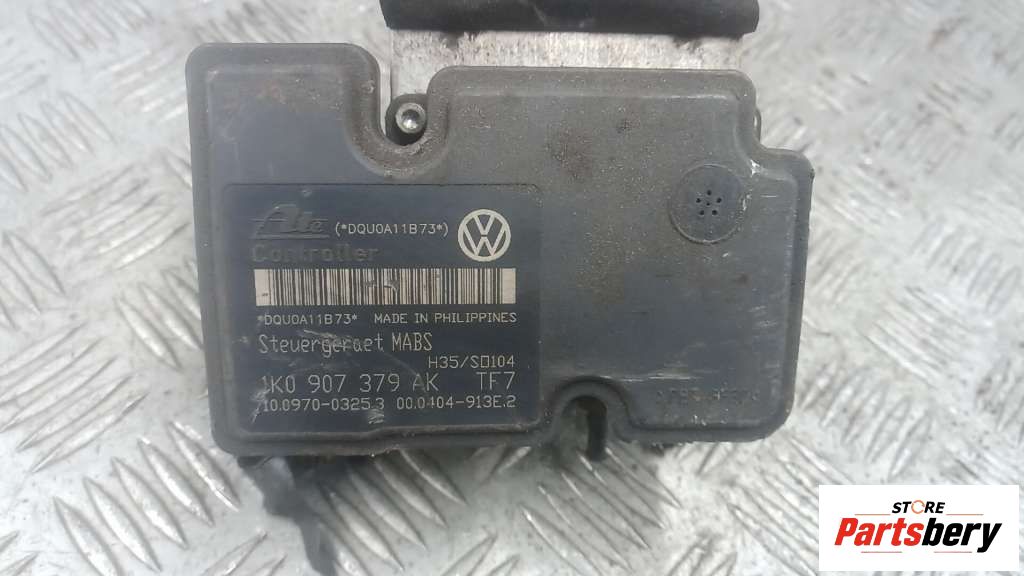 Ate (*DQU0A11B73*)
Controller
*DQU0A11B73* MADE IN PHILIPPINES
Steuergeraet MABS
H35/S0104
1K0 907 379 AK TF7
10.0970-0325.3 00.0404-913E.2
STORE
Partsbery